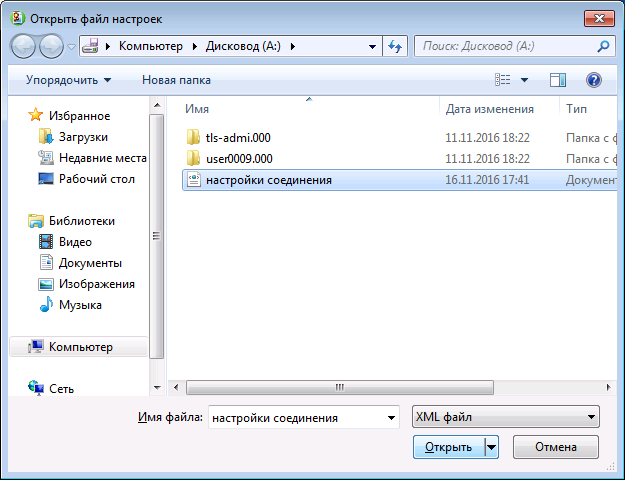 Открыть файл настроек
Компьютер Дисковод (A:)
Поиск: Дисковод (A:)
Упорядочить
Новая папка
Избранное
Загрузки
Недавние места
Рабочий стол
Библиотеки
Видео
Документы
Изображения
Музыка
Компьютер
Сеть
Имя Дата изменения Тип
tls-admi.000 11.11.2016 18:22 Папка с ф
user0009.000 11.11.2016 18:22 Папка с ф
настройки соединения 16.11.2016 17:41 Докумен
Имя файла: настройки соединения XML файл
Открыть Отмена